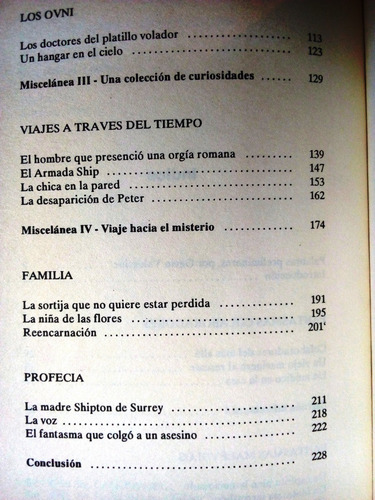 LOS OVNI
Los doctores del platillo volador .................... 113
Un hangar en el cielo .................... 123
Miscelánea III - Una colección de curiosidades ...... 129
VIAJES A TRAVES DEL TIEMPO
El hombre que presenció una orgía romana ......... 139
El Armada Ship .................... 147
La chica en la pared .................... 153
La desaparición de Peter .................... 162
Miscelánea IV - Viaje hacia el misterio ............ 174
FAMILIA
La sortija que no quiere estar perdida ............. 191
La niña de las flores .................... 195
Reencarnación .................... 201
PROFECIA
La madre Shipton de Surrey .................... 211
La voz .................... 218
El fantasma que colgó a un asesino ............... 222
Conclusión .................... 228